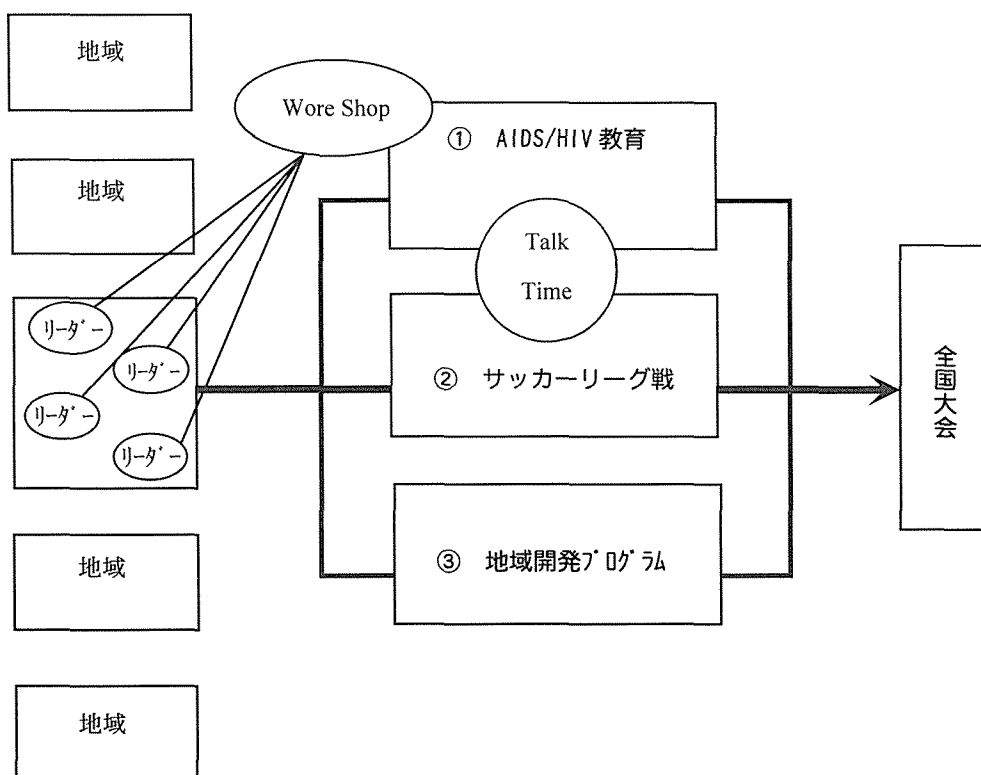 地域
地域
リーダー
リーダー
リーダー
リーダー
地域
地域
Wore Shop
① AIDS/HIV 教育
Talk
Time
② サッカーリーグ戦
③ 地域開発プログラム
全国大会